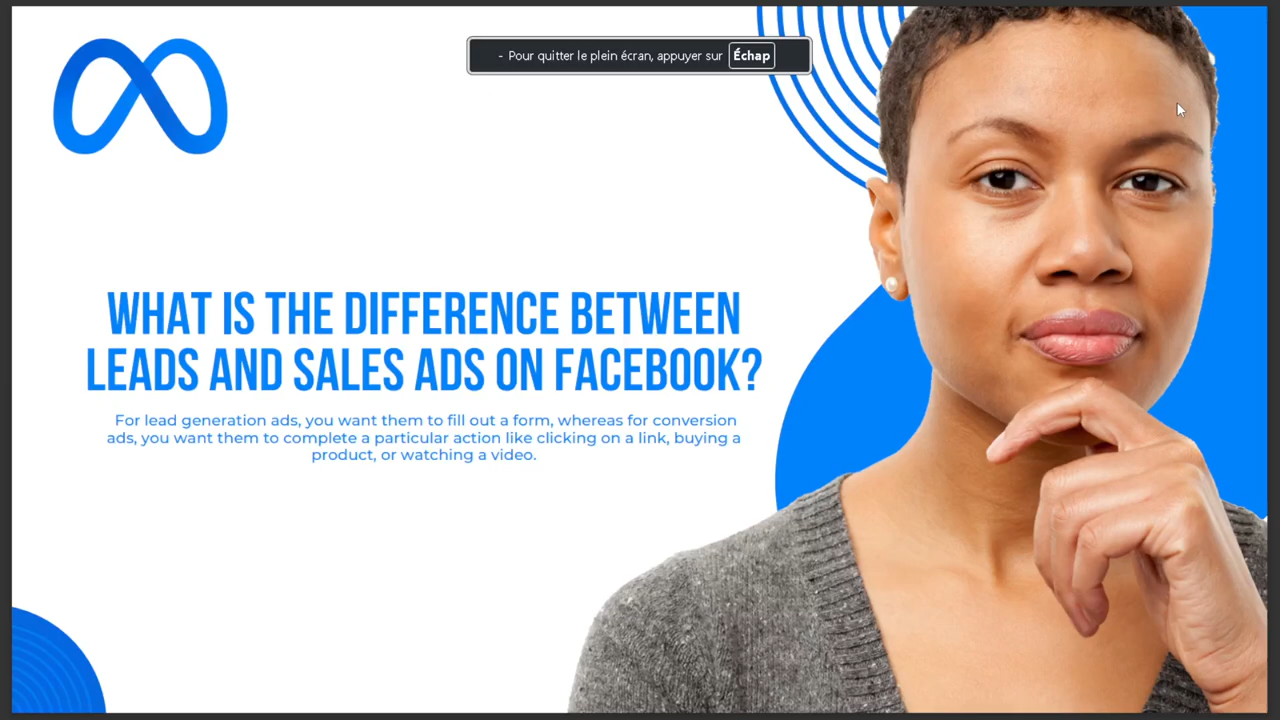 - Pour quitter le plein écran, appuyer sur Échap
WHAT IS THE DIFFERENCE BETWEEN
LEADS AND SALES ADS ON FACEBOOK?
For lead generation ads, you want them to fill out a form, whereas for conversion
ads, you want them to complete a particular action like clicking on a link, buying a
product, or watching a video.